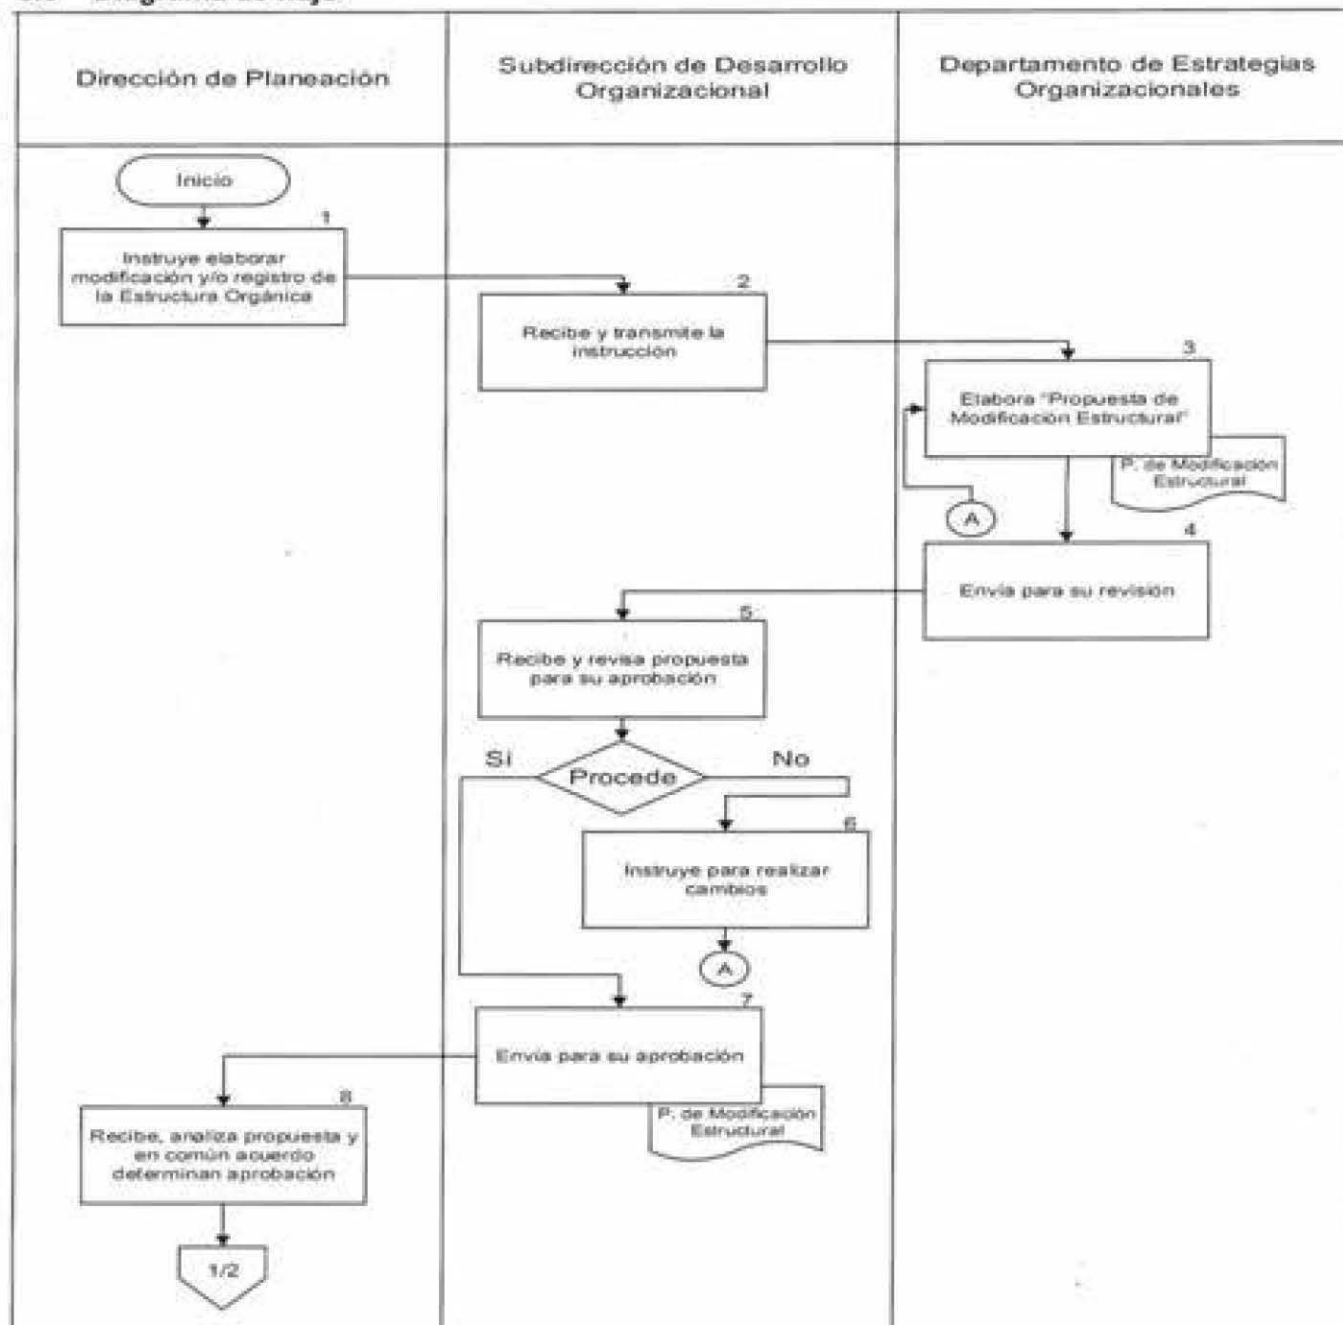 Dirección de Planeación
Subdirección de Desarrollo
Organizacional
Departamento de Estrategias
Organizacionales
Inicio
1
Instruye elaborar
modificación y/o registro de
la Estructura Orgánica
2
Recibe y transmite la
instrucción
3
Elabora "Propuesta de
Modificación Estructural"
P. de Modificación
Estructural
A
4
Envía para su revisión
5
Recibe y revisa propuesta
para su aprobación
Sí
Procede
No
6
Instruye para realizar
cambios
A
7
Envía para su aprobación
P. de Modificación
Estructural
8
Recibe, analiza propuesta y
en común acuerdo
determinan aprobación
1/2